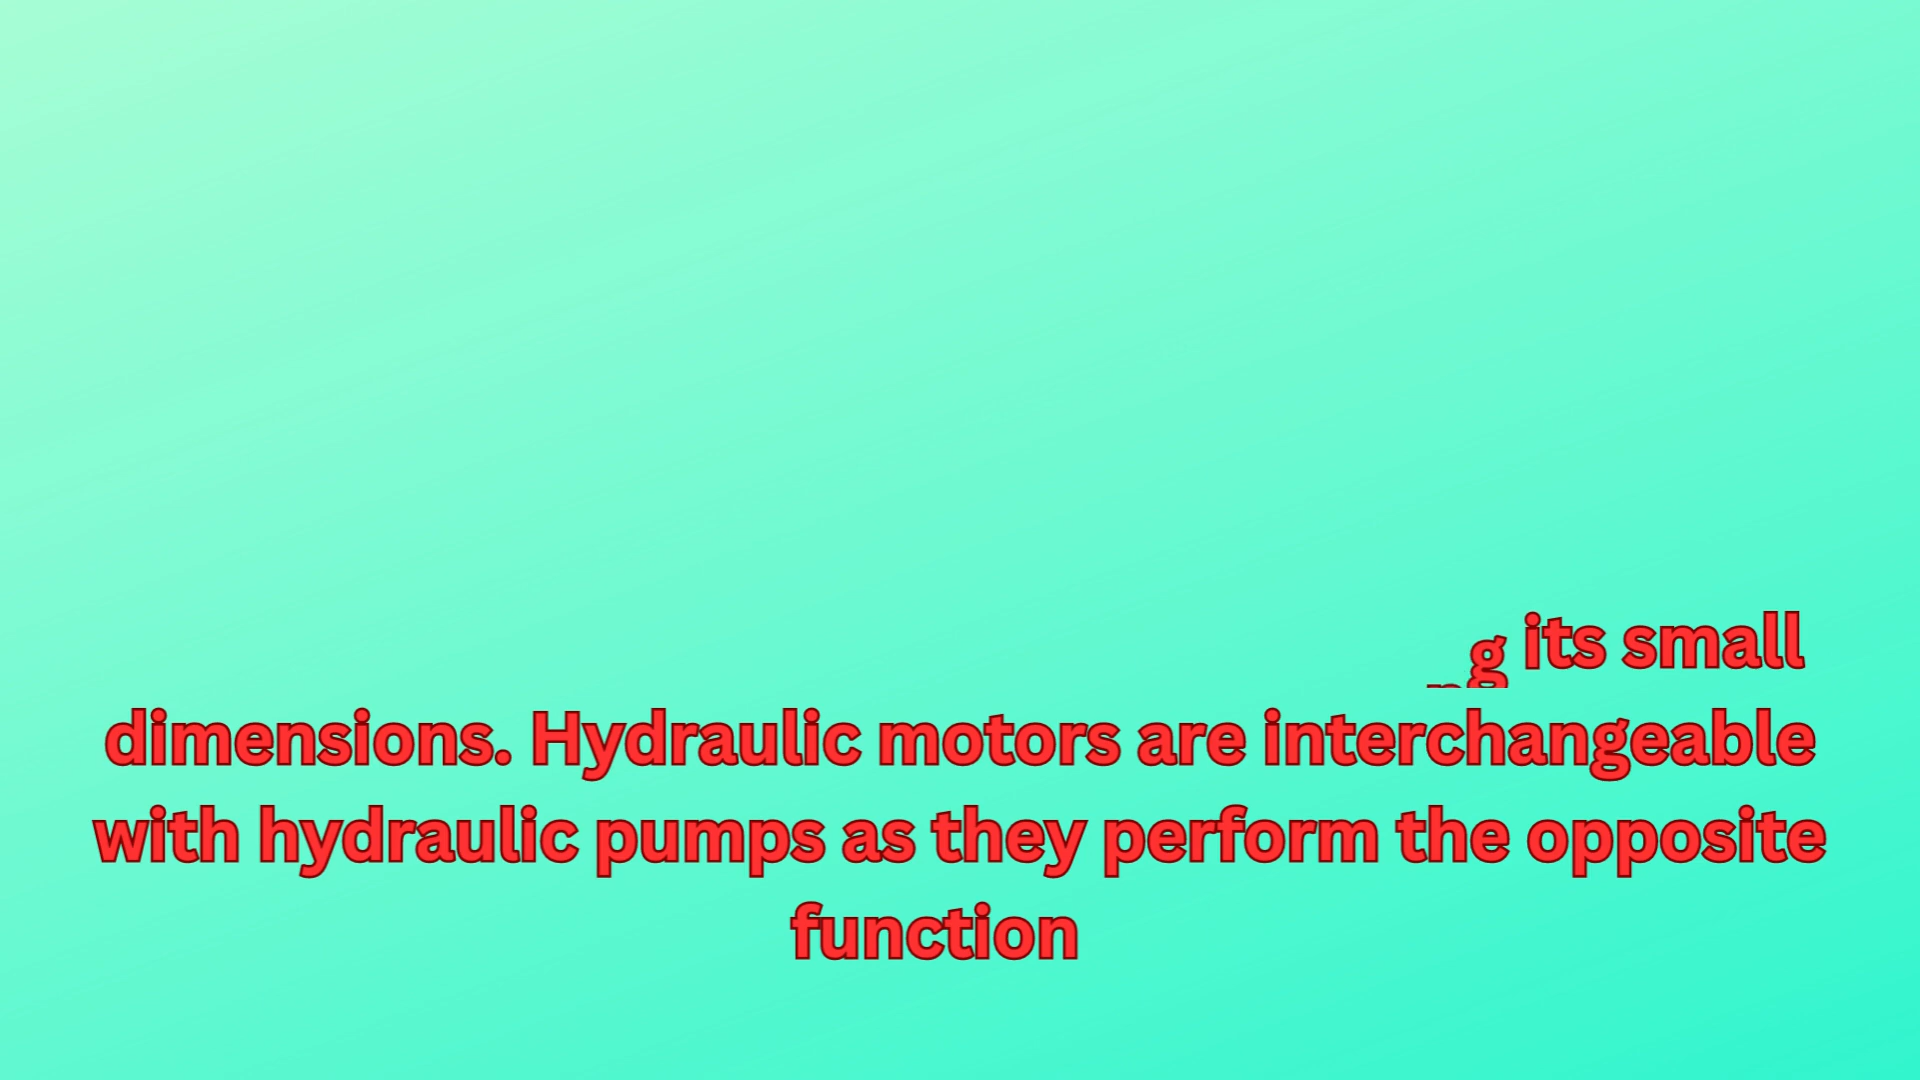 its small
dimensions. Hydraulic motors are interchangeable
with hydraulic pumps as they perform the opposite
function